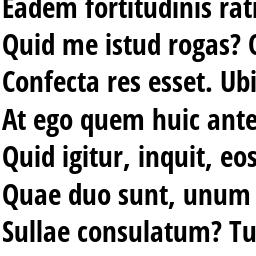 Eadem fortitudinis rati
Quid me istud rogas?
Confecta res esset. Ubi
At ego quem huic ante
Quid igitur, inquit, eos
Quae duo sunt, unum
Sullae consulatum? Tu